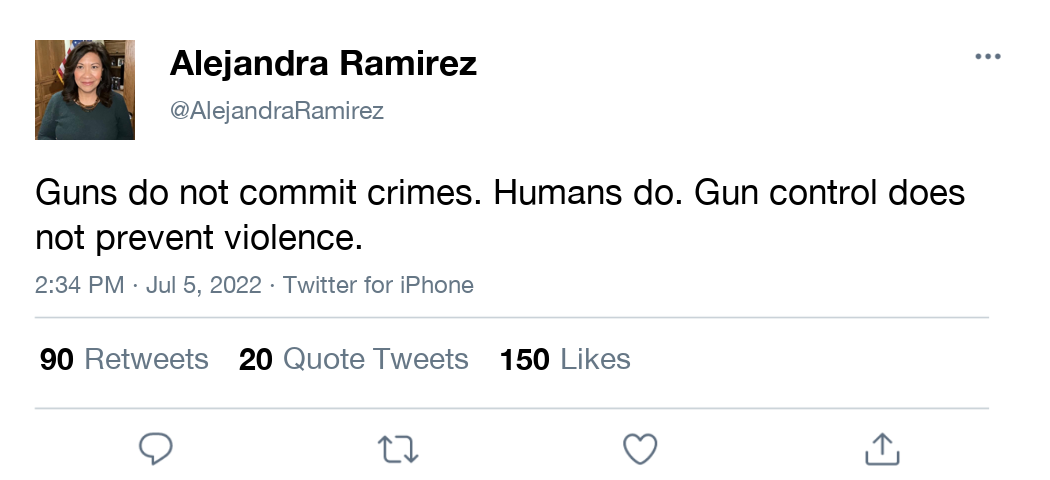 Alejandra Ramirez
@AlejandraRamirez
Guns do not commit crimes. Humans do. Gun control does
not prevent violence.
2:34 PM · Jul 5, 2022 · Twitter for iPhone
90 Retweets 20 Quote Tweets 150 Likes